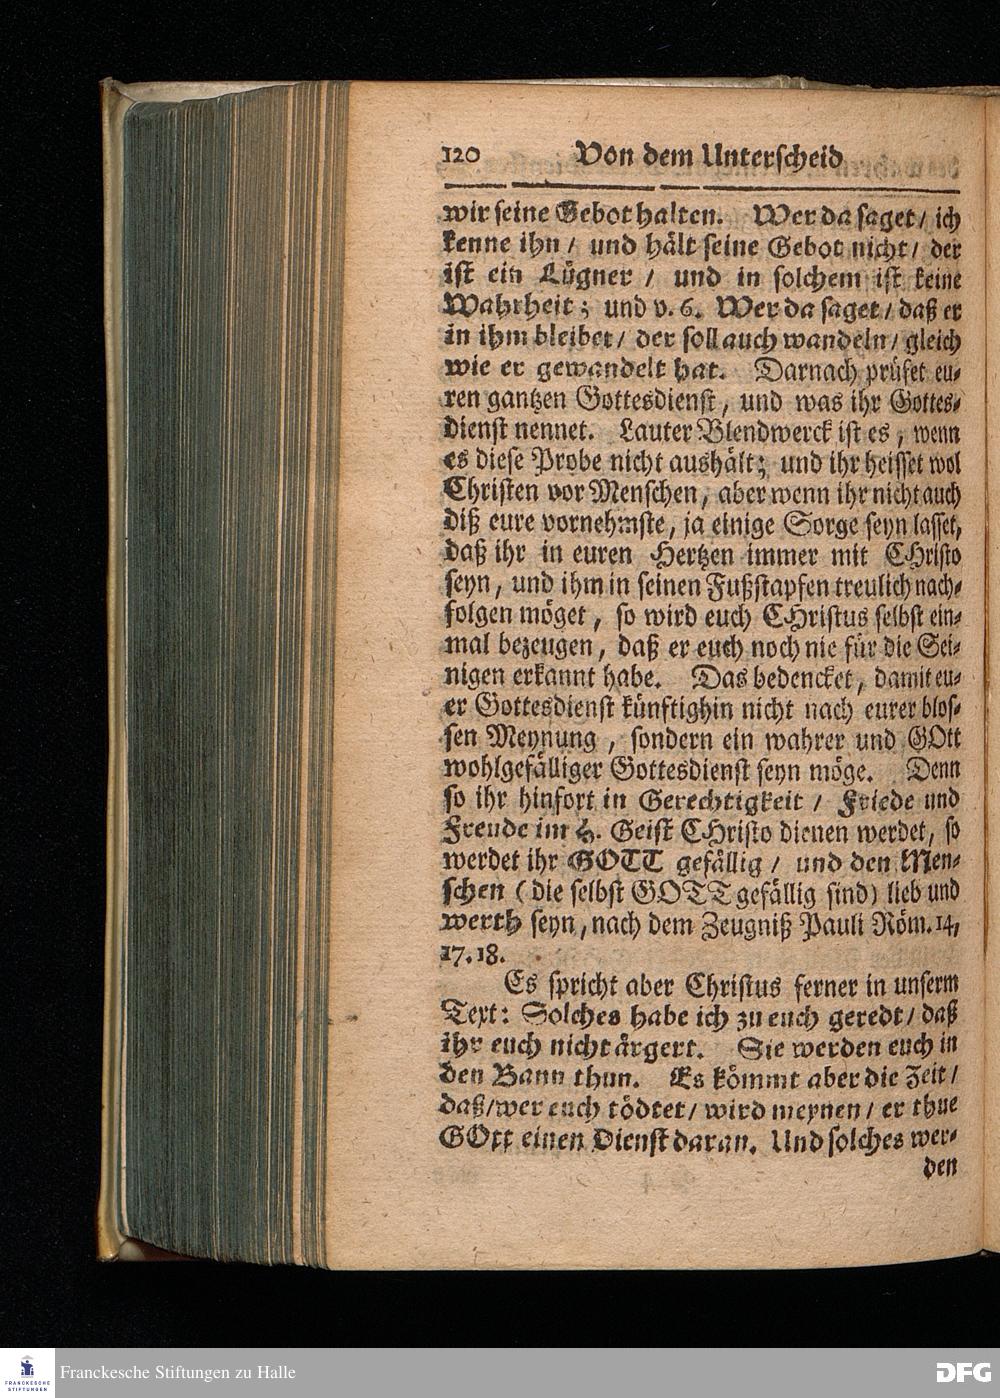 120 Von dem Unterscheid
wir seine Gebot halten. Wer da saget/ ich
kenne ihn/ und hält seine Gebot nicht/ der
ist ein Lügner / und in solchem ist keine
Wahrheit; und v. 6. Wer da saget/ daß er
in ihm bleibet/ der soll auch wandeln/ gleich
wie er gewandelt hat. Darnach prüfet eu-
ren gantzen Gottesdienst, und was ihr Gottes-
dienst nennet. Lauter Blendwerck ist es, wenn
es diese Probe nicht aushält; und ihr heisset wol
Christen vor Menschen, aber wenn ihr nicht auch
diß eure vornehmste, ja einige Sorge seyn lasset,
daß ihr in euren Hertzen immer mit CHristo
seyn, und ihm in seinen Fußstapfen treulich nach-
folgen möget, so wird euch CHristus selbst ein-
mal bezeugen, daß er euch noch nie für die Sei-
nigen erkannt habe. Das bedencket, damit eu-
er Gottesdienst künftighin nicht nach eurer blos-
sen Meynung, sondern ein wahrer und GOtt
wohlgefälliger Gottesdienst seyn möge. Denn
so ihr hinfort in Gerechtigkeit / Friede und
Freude im H. Geist CHristo dienen werdet, so
werdet ihr GOTT gefällig / und den Men-
schen (die selbst GOTT gefällig sind) lieb und
werth seyn, nach dem Zeugniß Pauli Röm. 14,
17. 18.
Es spricht aber Christus ferner in unserm
Text: Solches habe ich zu euch geredt/ daß
ihr euch nicht ärgert. Sie werden euch in
den Bann thun. Es kömmt aber die Zeit/
daß/wer euch tödtet/ wird meynen/ er thue
GOtt einen Dienst daran. Und solches wer-
den
FRANCKESCHE STIFTUNGEN
Franckesche Stiftungen zu Halle
DFG